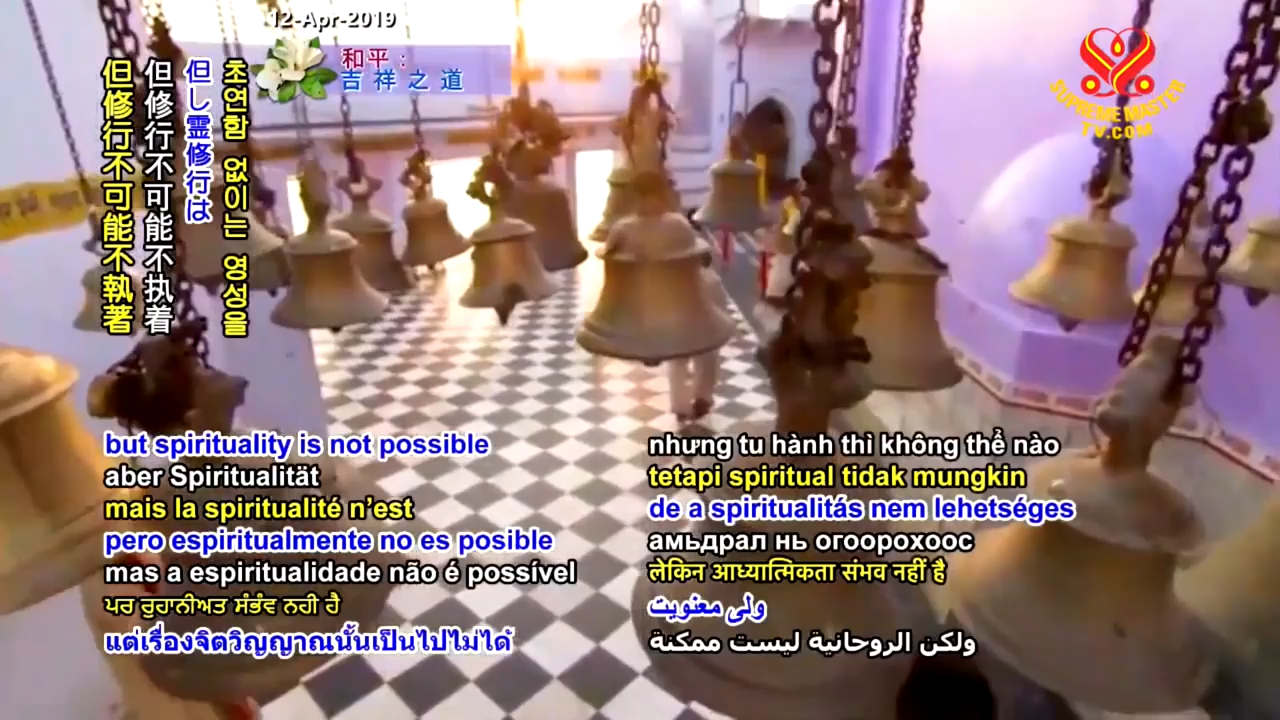 12-Apr-2019
和平：
吉祥之道
SUPREME MASTER
TV.COM
但修行不可能不執著
但修行不可能不执着
但し霊修行は
초연함 없이는 영성을
but spirituality is not possible
aber Spiritualität
mais la spiritualité n’est
pero espiritualmente no es posible
mas a espiritualidade não é possível
ਪਰ ਰੁਹਾਨੀਅਤ ਸੰਭੰਵ ਨਹੀ ਹੈ
แต่เรื่องจิตวิญญาณนั้นเป็นไปไม่ได้
nhưng tu hành thì không thể nào
tetapi spiritual tidak mungkin
de a spiritualitás nem lehetséges
амьдрал нь огоорохоос
लेकिन आध्यात्मिकता संभव नहीं है
ولی معنویت
ولكن الروحانية ليست ممكنة